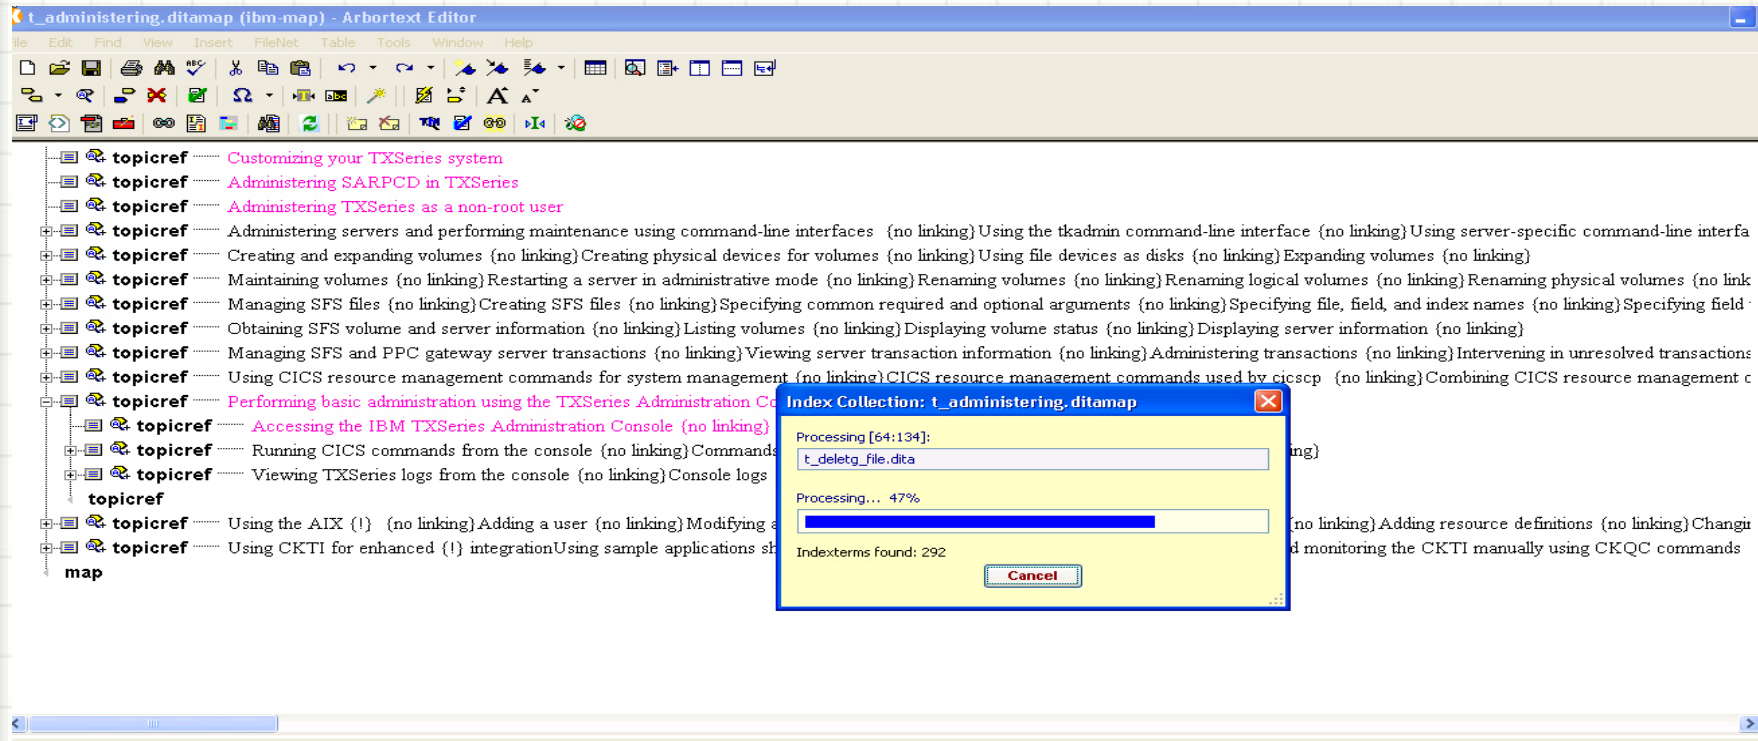 t_administering.ditamap (ibm-map) - Arbortext Editor
Edit Find View Insert FileNet Table Tools Window Help
topicref Customizing your TXSeries system
topicref Administering SARPCD in TXSeries
topicref Administering TXSeries as a non-root user
topicref Administering servers and performing maintenance using command-line interfaces {no linking}Using the tkadmin command-line interface {no linking}Using server-specific command-line interfa
topicref Creating and expanding volumes {no linking}Creating physical devices for volumes {no linking}Using file devices as disks {no linking}Expanding volumes {no linking}
topicref Maintaining volumes {no linking}Restarting a server in administrative mode {no linking}Renaming volumes {no linking}Renaming logical volumes {no linking}Renaming physical volumes {no link
topicref Managing SFS files {no linking}Creating SFS files {no linking}Specifying common required and optional arguments {no linking}Specifying file, field, and index names {no linking}Specifying field
topicref Obtaining SFS volume and server information {no linking}Listing volumes {no linking}Displaying volume status {no linking}Displaying server information {no linking}
topicref Managing SFS and PPC gateway server transactions {no linking}Viewing server transaction information {no linking}Administering transactions {no linking}Intervening in unresolved transactions
topicref Using CICS resource management commands for system management {no linking}CICS resource management commands used by cicscp {no linking}Combining CICS resource management c
topicref Performing basic administration using the TXSeries Administration Co
topicref Accessing the IBM TXSeries Administration Console {no linking}
topicref Running CICS commands from the console {no linking}Commands
ing}
topicref Viewing TXSeries logs from the console {no linking}Console logs
topicref
topicref Using the AIX {!} {no linking}Adding a user {no linking}Modifying a
{no linking}Adding resource definitions {no linking}Changin
topicref Using CKTI for enhanced {!} integrationUsing sample applications sh
d monitoring the CKTI manually using CKQC commands
map
Index Collection: t_administering.ditamap
Processing [64:134]:
t_deletg_file.dita
Processing... 47%
Indexterms found: 292
Cancel